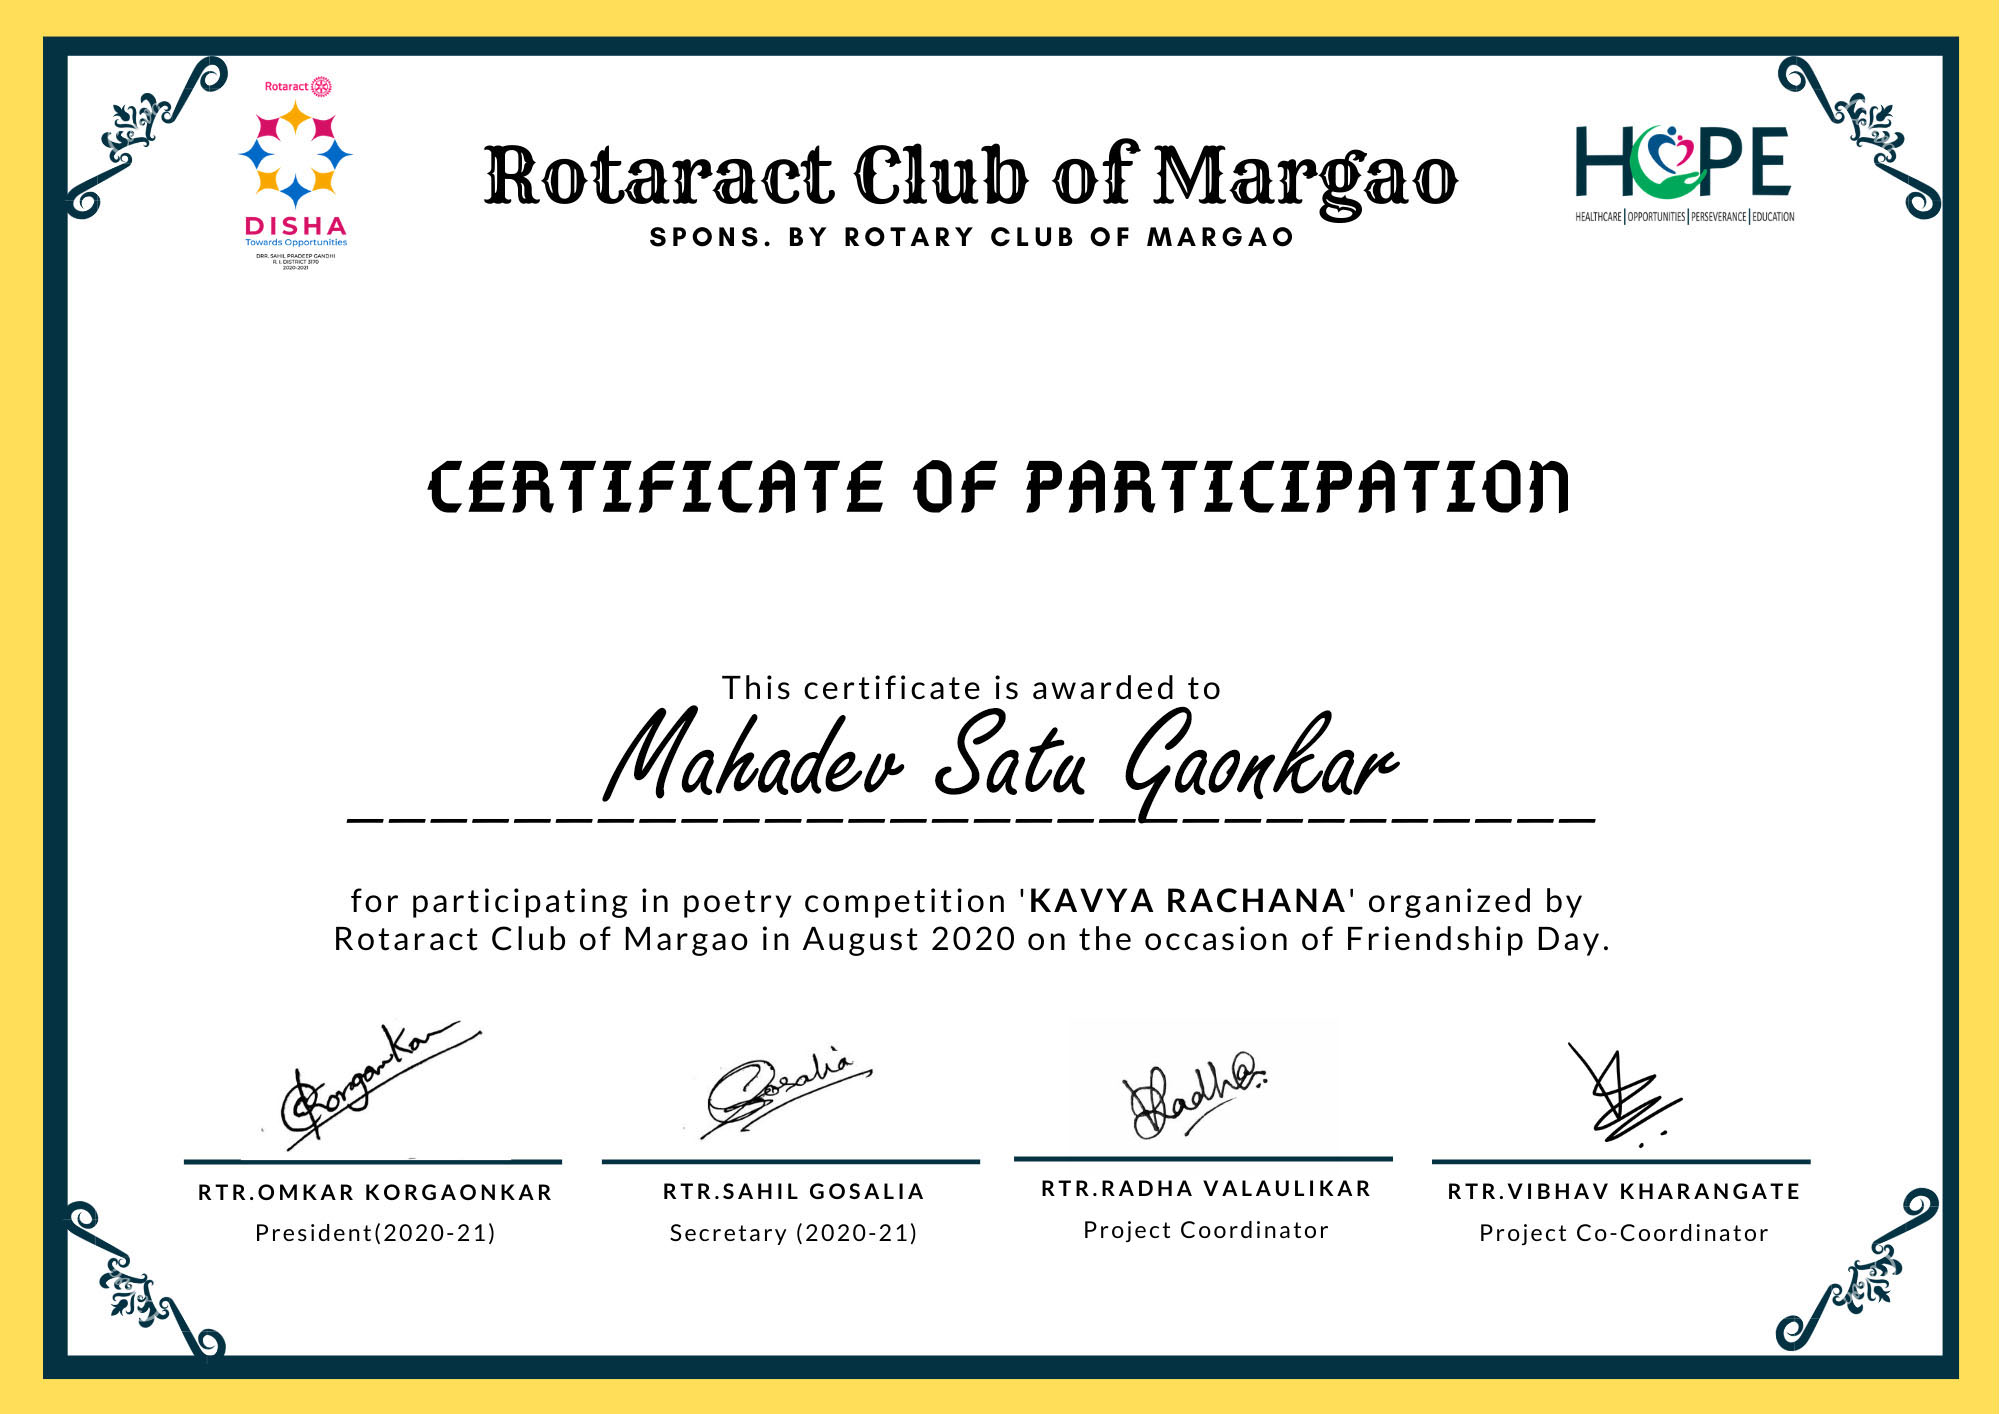 Rotaract
DISHA
Towards Opportunities
DRR. SAHIL PRADEEP GANDHI
R. I. DISTRICT 3170
2020-2021
Rotaract Club of Margao
SPONS. BY ROTARY CLUB OF MARGAO
HOPE
HEALTHCARE|OPPORTUNITIES|PERSEVERANCE|EDUCATION
CERTIFICATE OF PARTICIPATION
This certificate is awarded to
Mahadev Satu Gaonkar
for participating in poetry competition 'KAVYA RACHANA' organized by
Rotaract Club of Margao in August 2020 on the occasion of Friendship Day.
Korgaonkar
Gosalia
Radha
RTR.OMKAR KORGAONKAR
President(2020-21)
RTR.SAHIL GOSALIA
Secretary (2020-21)
RTR.RADHA VALAULIKAR
Project Coordinator
RTR.VIBHAV KHARANGATE
Project Co-Coordinator